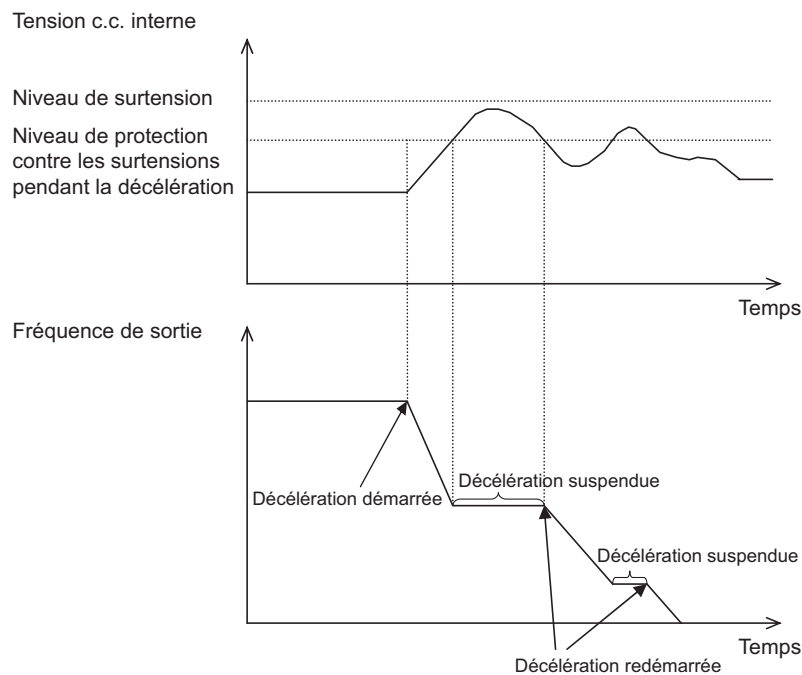 Tension c.c. interne
Niveau de surtension
Niveau de protection
contre les surtensions
pendant la décélération
Temps
Fréquence de sortie
Décélération démarrée
Décélération suspendue
Décélération suspendue
Temps
Décélération redémarrée